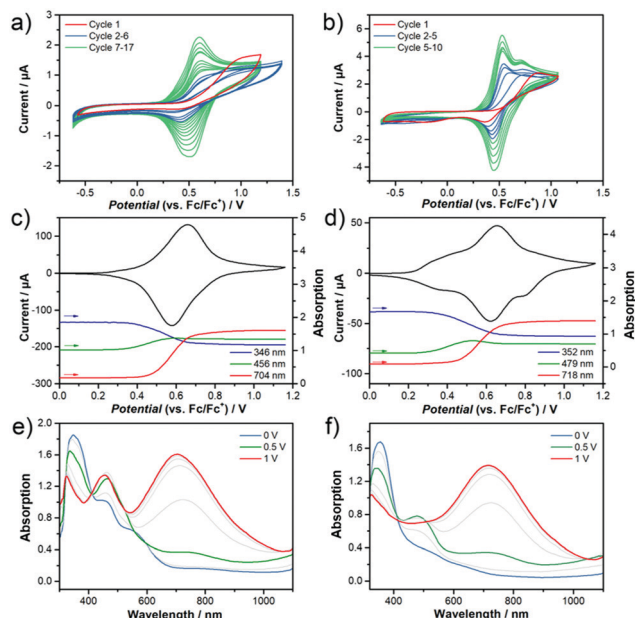 a)
Cycle 1
Cycle 2-6
Cycle 7-17
Current / µA
3
2
1
0
1
2
-0.5
0.0
0.5
1.0
1.5
Potential (vs. Fc/Fc⁺) / V
b)
Cycle 1
Cycle 2-5
Cycle 5-10
Current / µA
6
4
2
0
-2
-4
-0.5
0.0
0.5
1.0
1.5
Potential (vs. Fc/Fc⁺) / V
c)
Current / µA
100
0
-100
-200
-300
5
4
3
2
1
0
Absorption
346 nm
456 nm
704 nm
0.0
0.2
0.4
0.6
0.8
1.0
1.2
Potential (vs. Fc/Fc⁺) / V
d)
Current / µA
50
0
-50
-100
4
3
2
1
0
Absorption
352 nm
479 nm
718 nm
0.0
0.2
0.4
0.6
0.8
1.0
1.2
Potential (vs. Fc/Fc⁺) / V
e)
Absorption
2.0
1.6
1.2
0.8
0.4
0.0
0 V
0.5 V
1 V
400
600
800
1000
Wavelength / nm
f)
Absorption
2.0
1.6
1.2
0.8
0.4
0.0
0 V
0.5 V
1 V
400
600
800
1000
Wavelength / nm